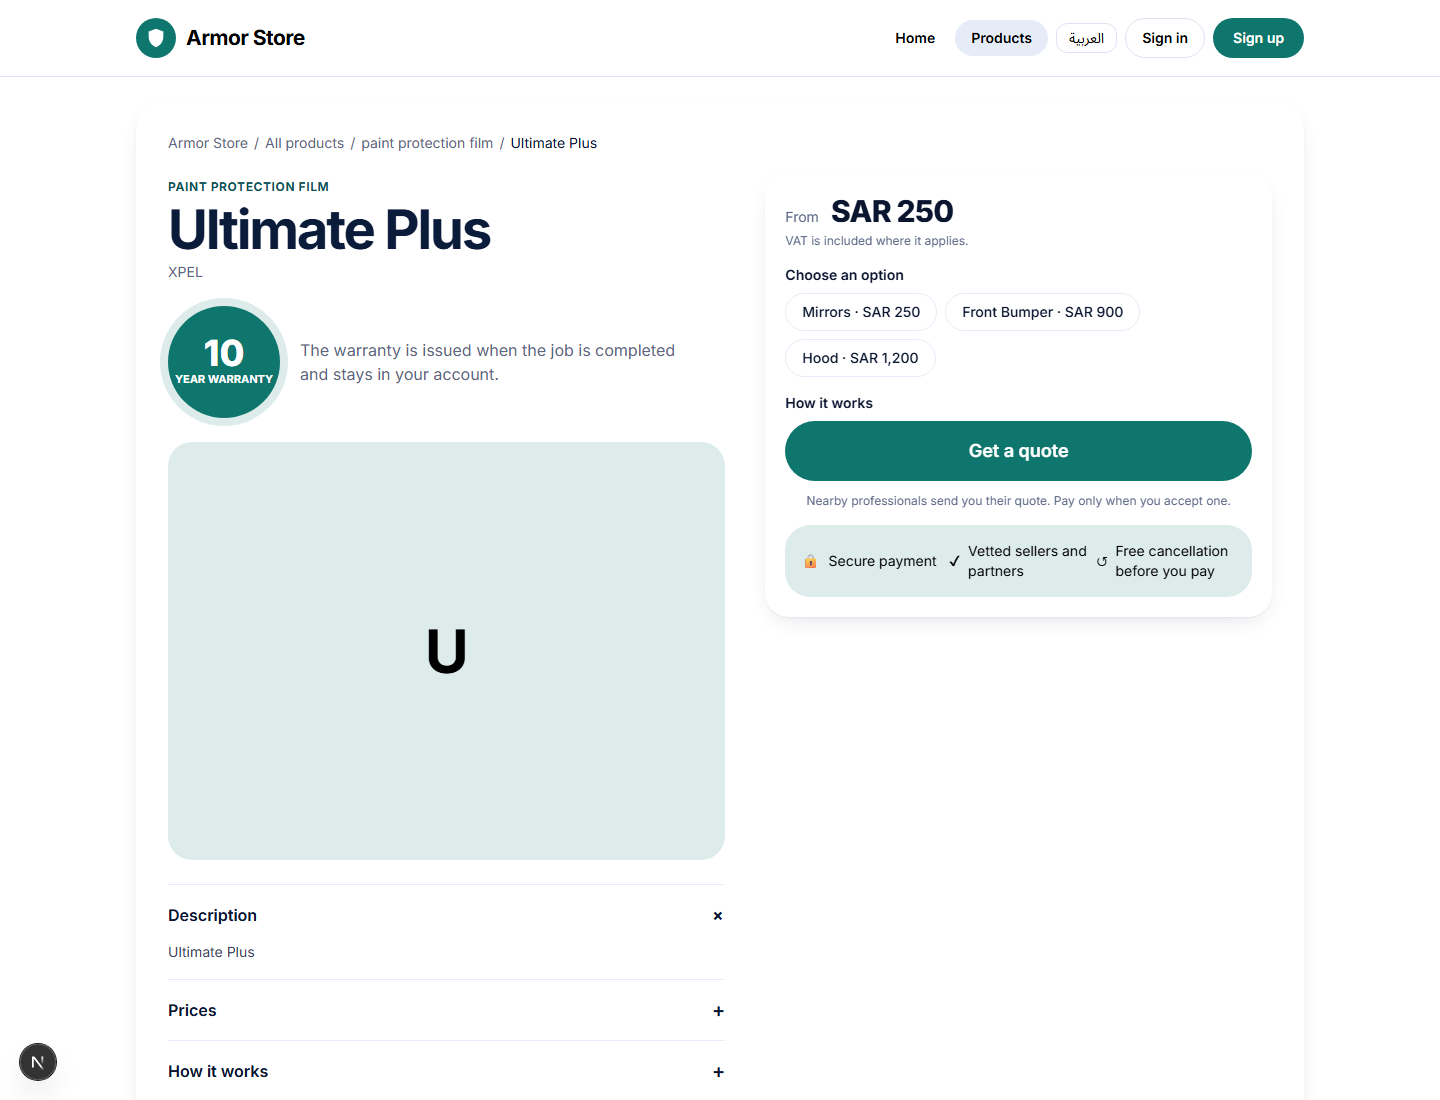 Armor Store
Home
Products
العربية
Sign in
Sign up
Armor Store / All products / paint protection film / Ultimate Plus
PAINT PROTECTION FILM
Ultimate Plus
XPEL
10
YEAR WARRANTY
The warranty is issued when the job is completed
and stays in your account.
U
Description
Ultimate Plus
Prices
How it works
From SAR 250
VAT is included where it applies.
Choose an option
Mirrors · SAR 250
Front Bumper · SAR 900
Hood · SAR 1,200
How it works
Get a quote
Nearby professionals send you their quote. Pay only when you accept one.
Secure payment
Vetted sellers and
partners
Free cancellation
before you pay
N